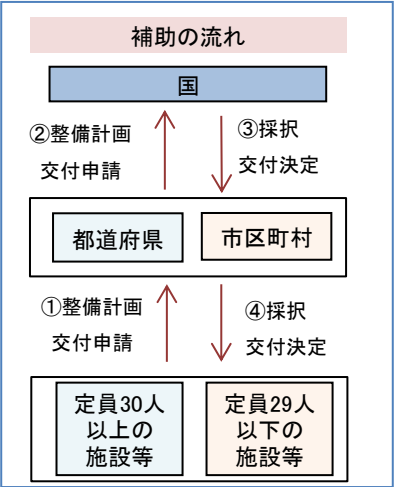 補助の流れ
国
②整備計画
交付申請
③採択
交付決定
都道府県
市区町村
①整備計画
交付申請
④採択
交付決定
定員30人
以上の
施設等
定員29人
以下の
施設等